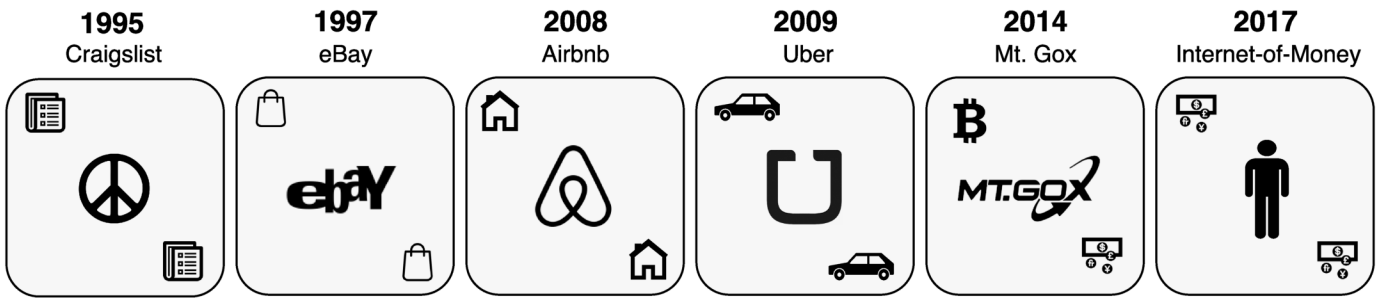 1995
Craigslist
1997
eBay
2008
Airbnb
2009
Uber
2014
Mt. Gox
2017
Internet-of-Money
ebaY
MT.GOX